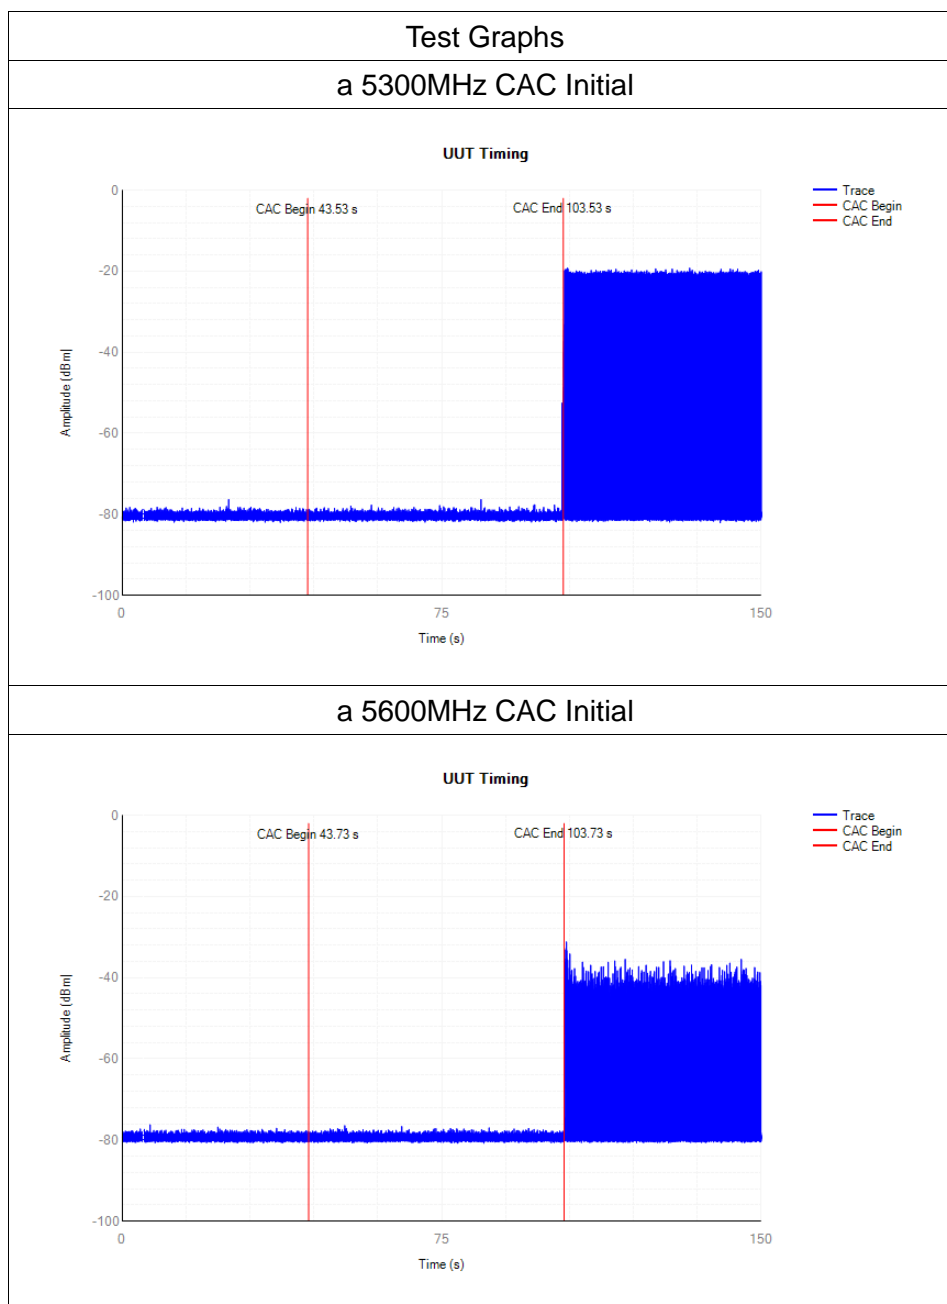 Test Graphs
a 5300MHz CAC Initial
UUT Timing
CAC Begin 43.53 s
CAC End 103.53 s
Trace
CAC Begin
CAC End
0
-20
-40
-60
-80
-100
Amplitude (dBm|
0 75 150
Time (s)
a 5600MHz CAC Initial
UUT Timing
CAC Begin 43.73 s
CAC End 103.73 s
Trace
CAC Begin
CAC End
0
-20
-40
-60
-80
-100
Amplitude (dBm|
0 75 150
Time (s)